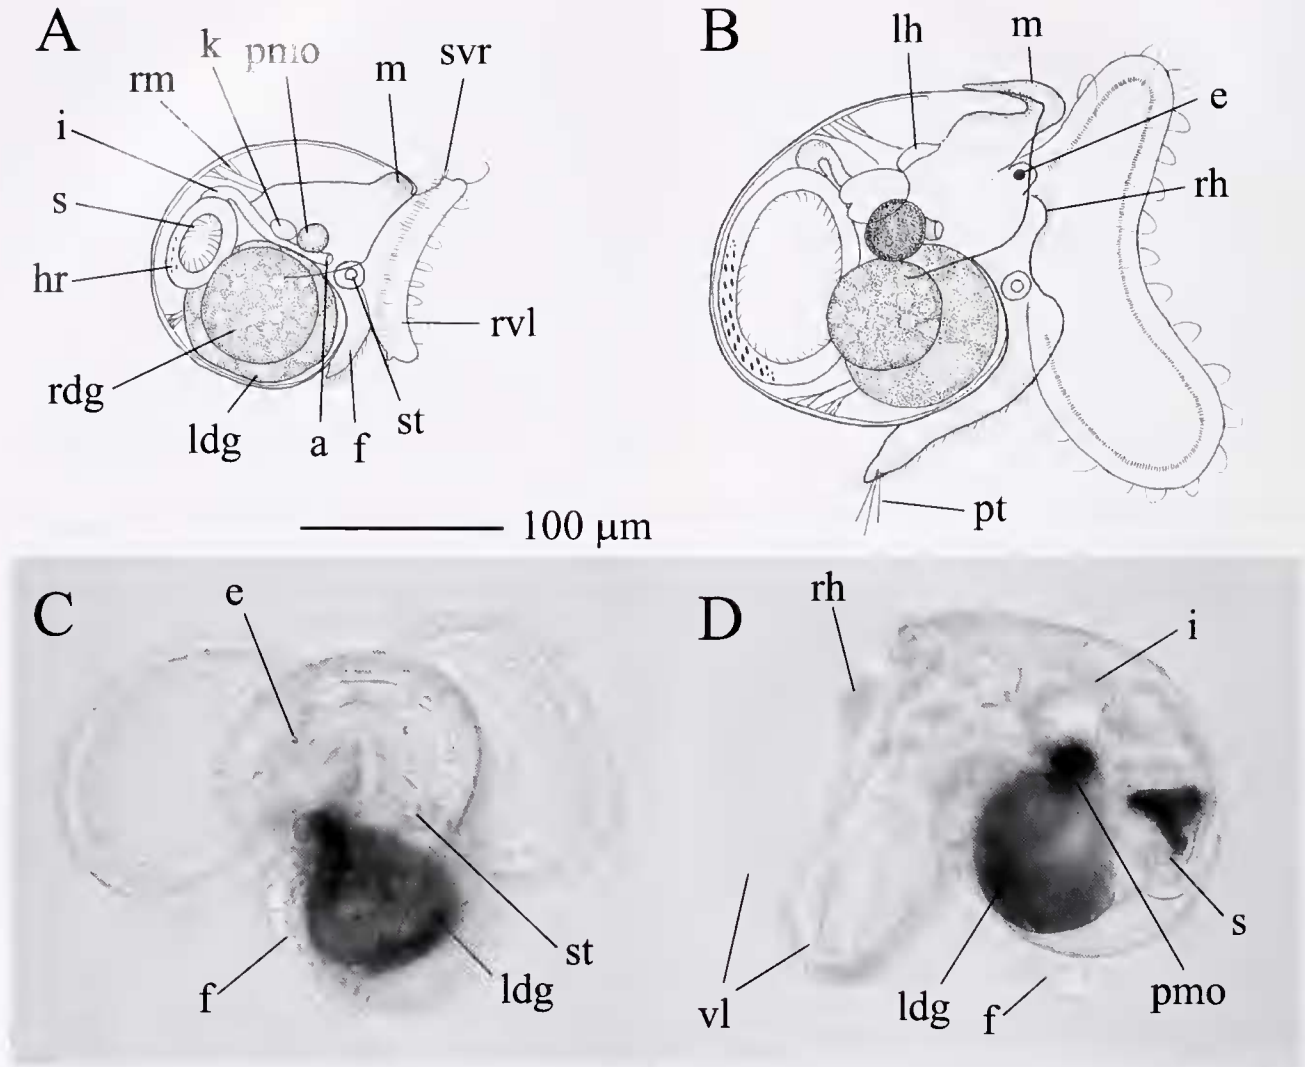 A
k
pmo
rm
m
svr
i
s
hr
rvl
rdg
ldg
a
f
st
B
lh
m
e
rh
pt
100 μm
C
e
f
st
ldg
D
rh
i
s
vl
ldg
f
pmo